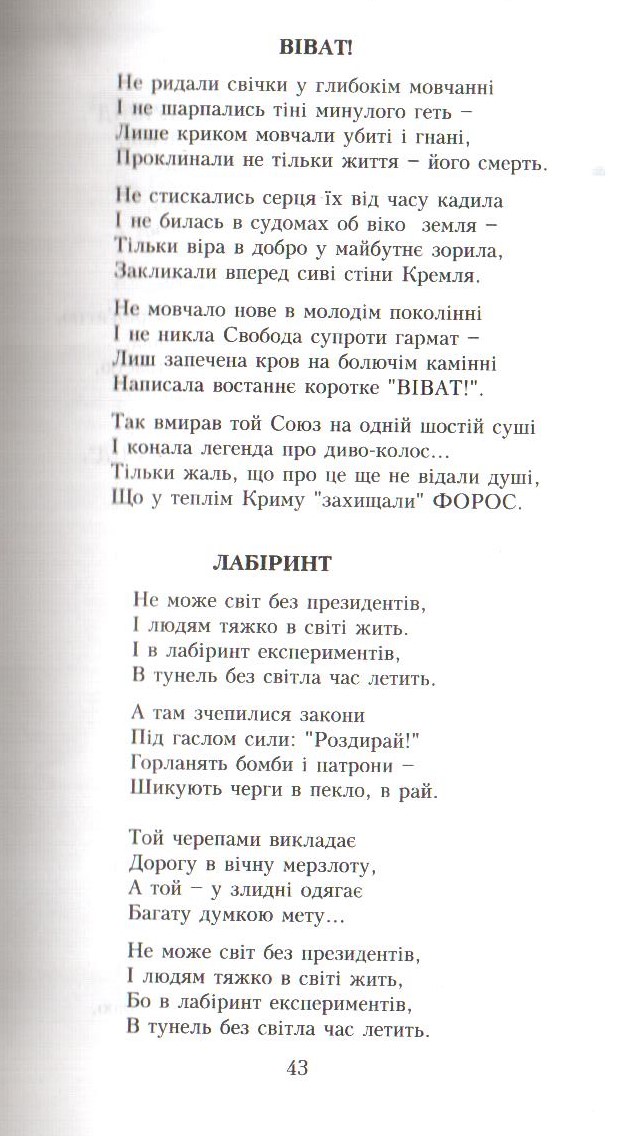 ВІВАТ!
Не ридали свічки у глибокім мовчанні
І не шарпались тіні минулого геть –
Лише криком мовчали убиті і гнані,
Проклинали не тільки життя – його смерть.
Не стискались серця їх від часу кадила
І не билась в судомах об віко земля –
Тільки віра в добро у майбутнє зорила,
Закликали вперед сиві стіни Кремля.
Не мовчало нове в молодім поколінні
І не никла Свобода супроти гармат –
Лиш запечена кров на болючім камінні
Написала востаннє коротке "ВІВАТ!".
Так вмирав той Союз на одній шостій суші
І конала легенда про диво-колос...
Тільки жаль, що про це ще не відали душі,
Що у теплім Криму "захищали" ФОРОС.
ЛАБІРИНТ
Не може світ без президентів,
І людям тяжко в світі жить.
І в лабіринт експериментів,
В тунель без світла час летить.
А там зчепилися закони
Під гаслом сили: "Роздирай!"
Горланять бомби і патрони –
Шикують черги в пекло, в рай.
Той черепами викладає
Дорогу в вічну мерзлоту,
А той – у злидні одягає
Багату думкою мету...
Не може світ без президентів,
І людям тяжко в світі жить,
Бо в лабіринт експериментів,
В тунель без світла час летить.
43